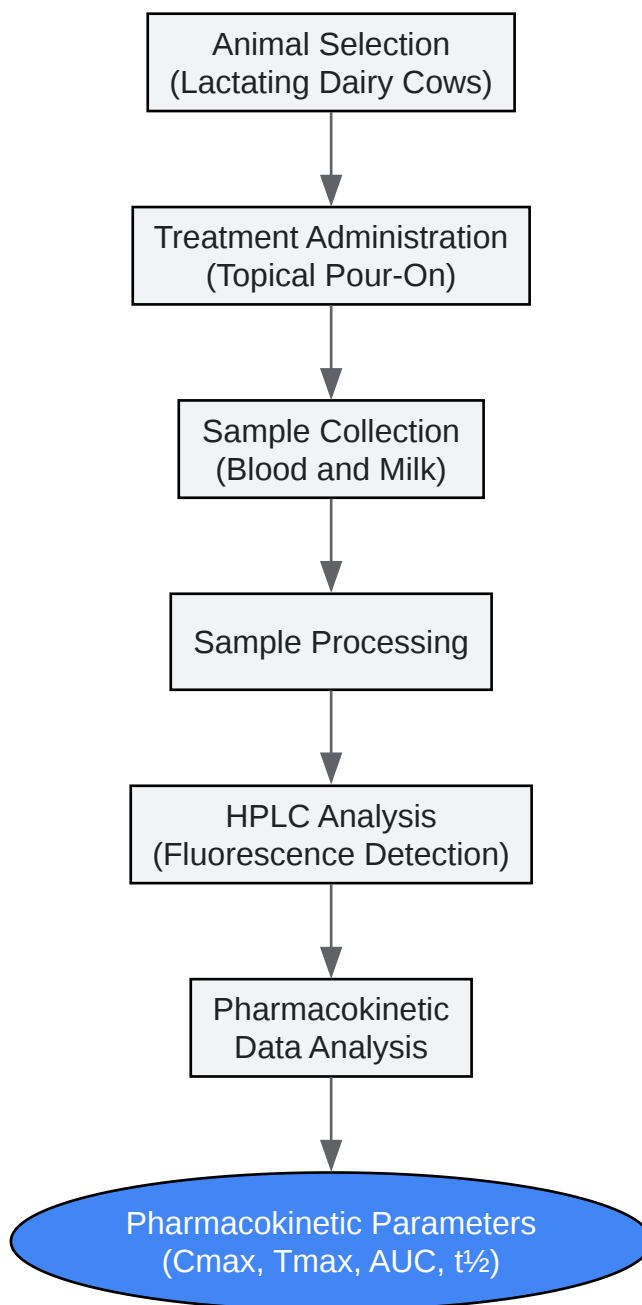 Animal Selection
(Lactating Dairy Cows)
Treatment Administration
(Topical Pour-On)
Sample Collection
(Blood and Milk)
Sample Processing
HPLC Analysis
(Fluorescence Detection)
Pharmacokinetic
Data Analysis
Pharmacokinetic Parameters
(Cmax, Tmax, AUC, t½)